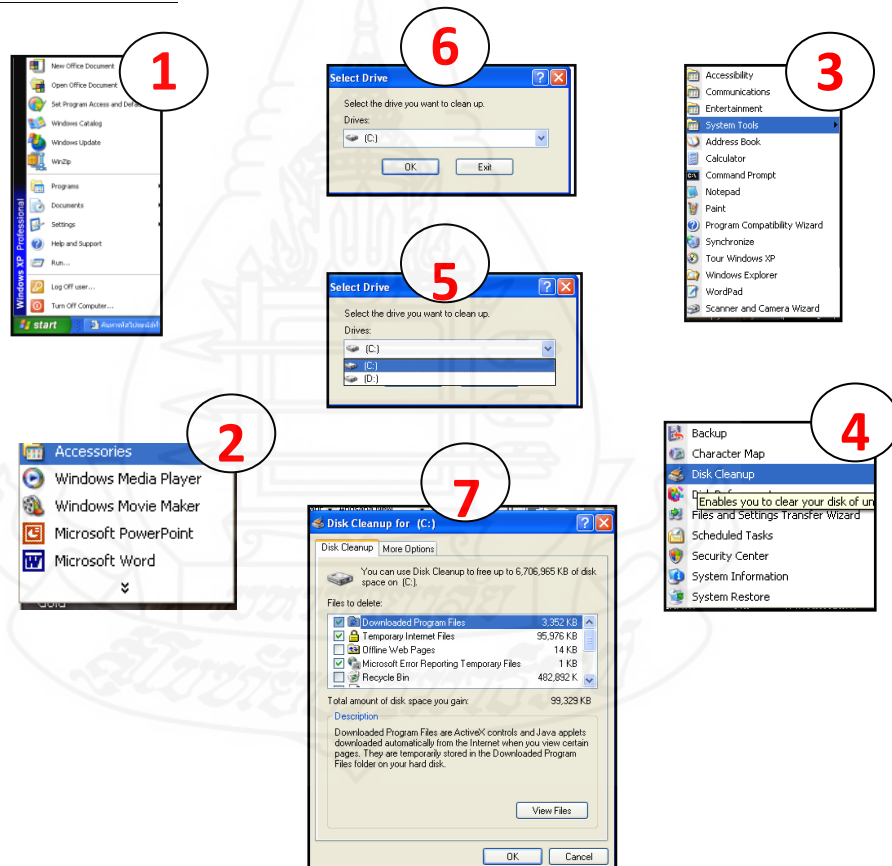 1
New Office Document
Open Office Document
Set Program Access and Defa
Windows Catalog
Windows Update
WinZip
Programs
Documents
Settings
Help and Support
Run...
Log Off user...
Turn Off Computer...
Windows XP Professional
start
6
Select Drive
Select the drive you want to clean up.
Drives:
(C:)
OK
Exit
3
Accessibility
Communications
Entertainment
System Tools
Address Book
Calculator
Command Prompt
Notepad
Paint
Program Compatibility Wizard
Synchronize
Tour Windows XP
Windows Explorer
WordPad
Scanner and Camera Wizard
5
Select Drive
Select the drive you want to clean up.
Drives:
(C:)
(C:)
(D:)
2
Accessories
Windows Media Player
Windows Movie Maker
Microsoft PowerPoint
Microsoft Word
4
Backup
Character Map
Disk Cleanup
Enables you to clear your disk of un
Files and Settings Transfer Wizard
Scheduled Tasks
Security Center
System Information
System Restore
7
Disk Cleanup for (C:)
Disk Cleanup
More Options
You can use Disk Cleanup to free up to 6,706,965 KB of disk
space on (C:).
Files to delete:
Downloaded Program Files 3,352 KB
Temporary Internet Files 95,976 KB
Offline Web Pages 14 KB
Microsoft Error Reporting Temporary Files 1 KB
Recycle Bin 482,892 K
Total amount of disk space you gain: 99,329 KB
Description
Downloaded Program Files are ActiveX controls and Java applets
downloaded automatically from the Internet when you view certain
pages. They are temporarily stored in the Downloaded Program
Files folder on your hard disk.
View Files
OK
Cancel